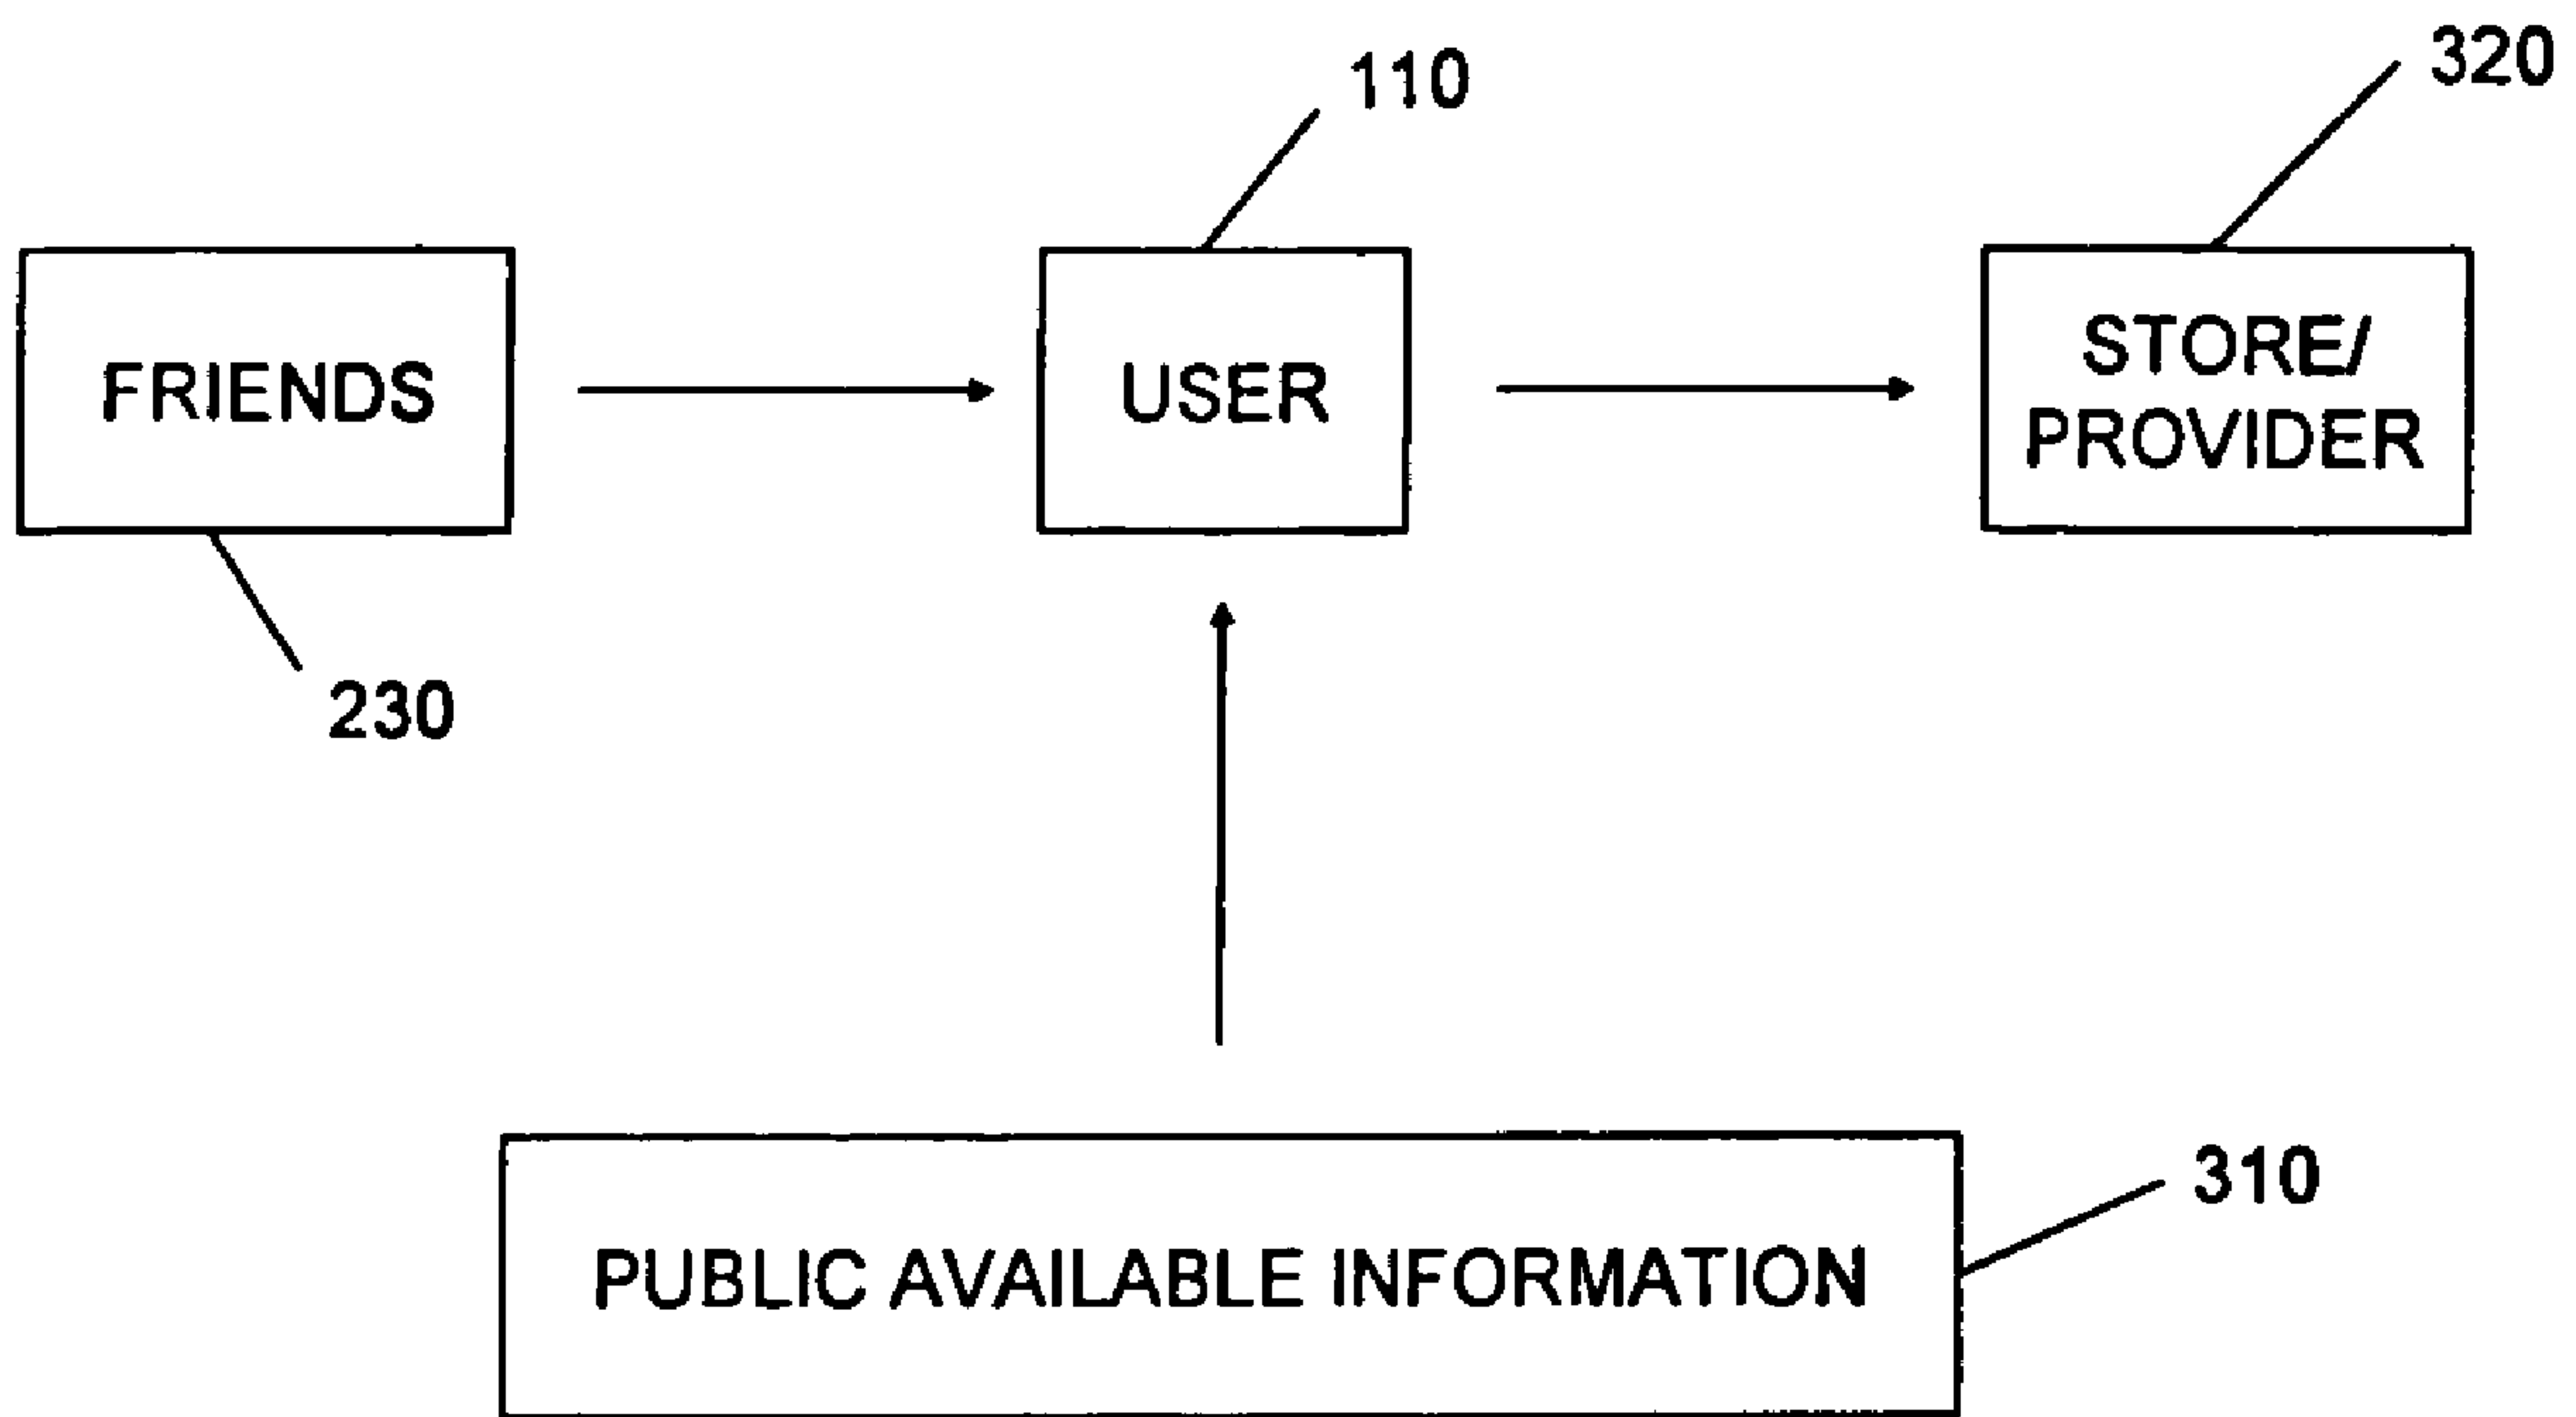 320
110
FRIENDS
USER
STORE/
PROVIDER
230
310
PUBLIC AVAILABLE INFORMATION